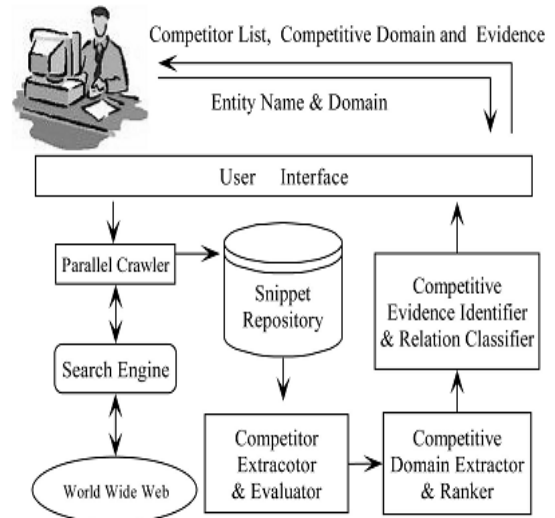 Competitor List, Competitive Domain and Evidence
Entity Name & Domain
User Interface
Parallel Crawler
Snippet
Repository
Competitive
Evidence Identifier
& Relation Classifier
Search Engine
Competitor
Extracotor
& Evaluator
Competitive
Domain Extractor
& Ranker
World Wide Web